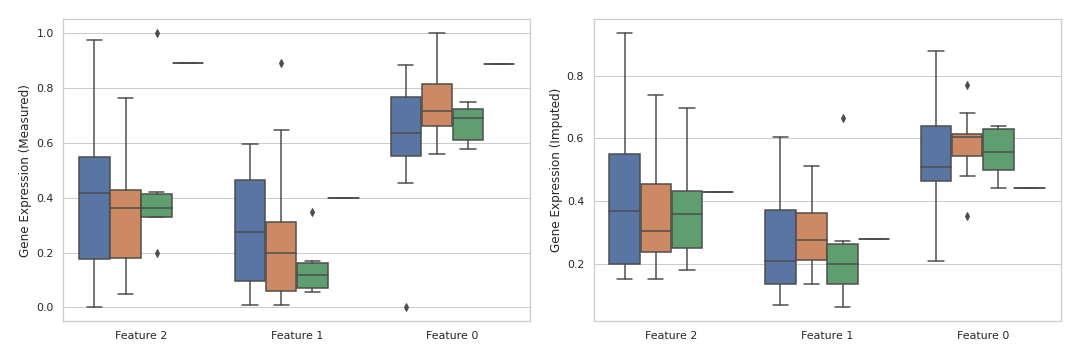 Gene Expression (Measured)
1.0
0.8
0.6
0.4
0.2
0.0
Feature 2
Feature 1
Feature 0
Gene Expression (Imputed)
0.8
0.6
0.4
0.2
Feature 2
Feature 1
Feature 0